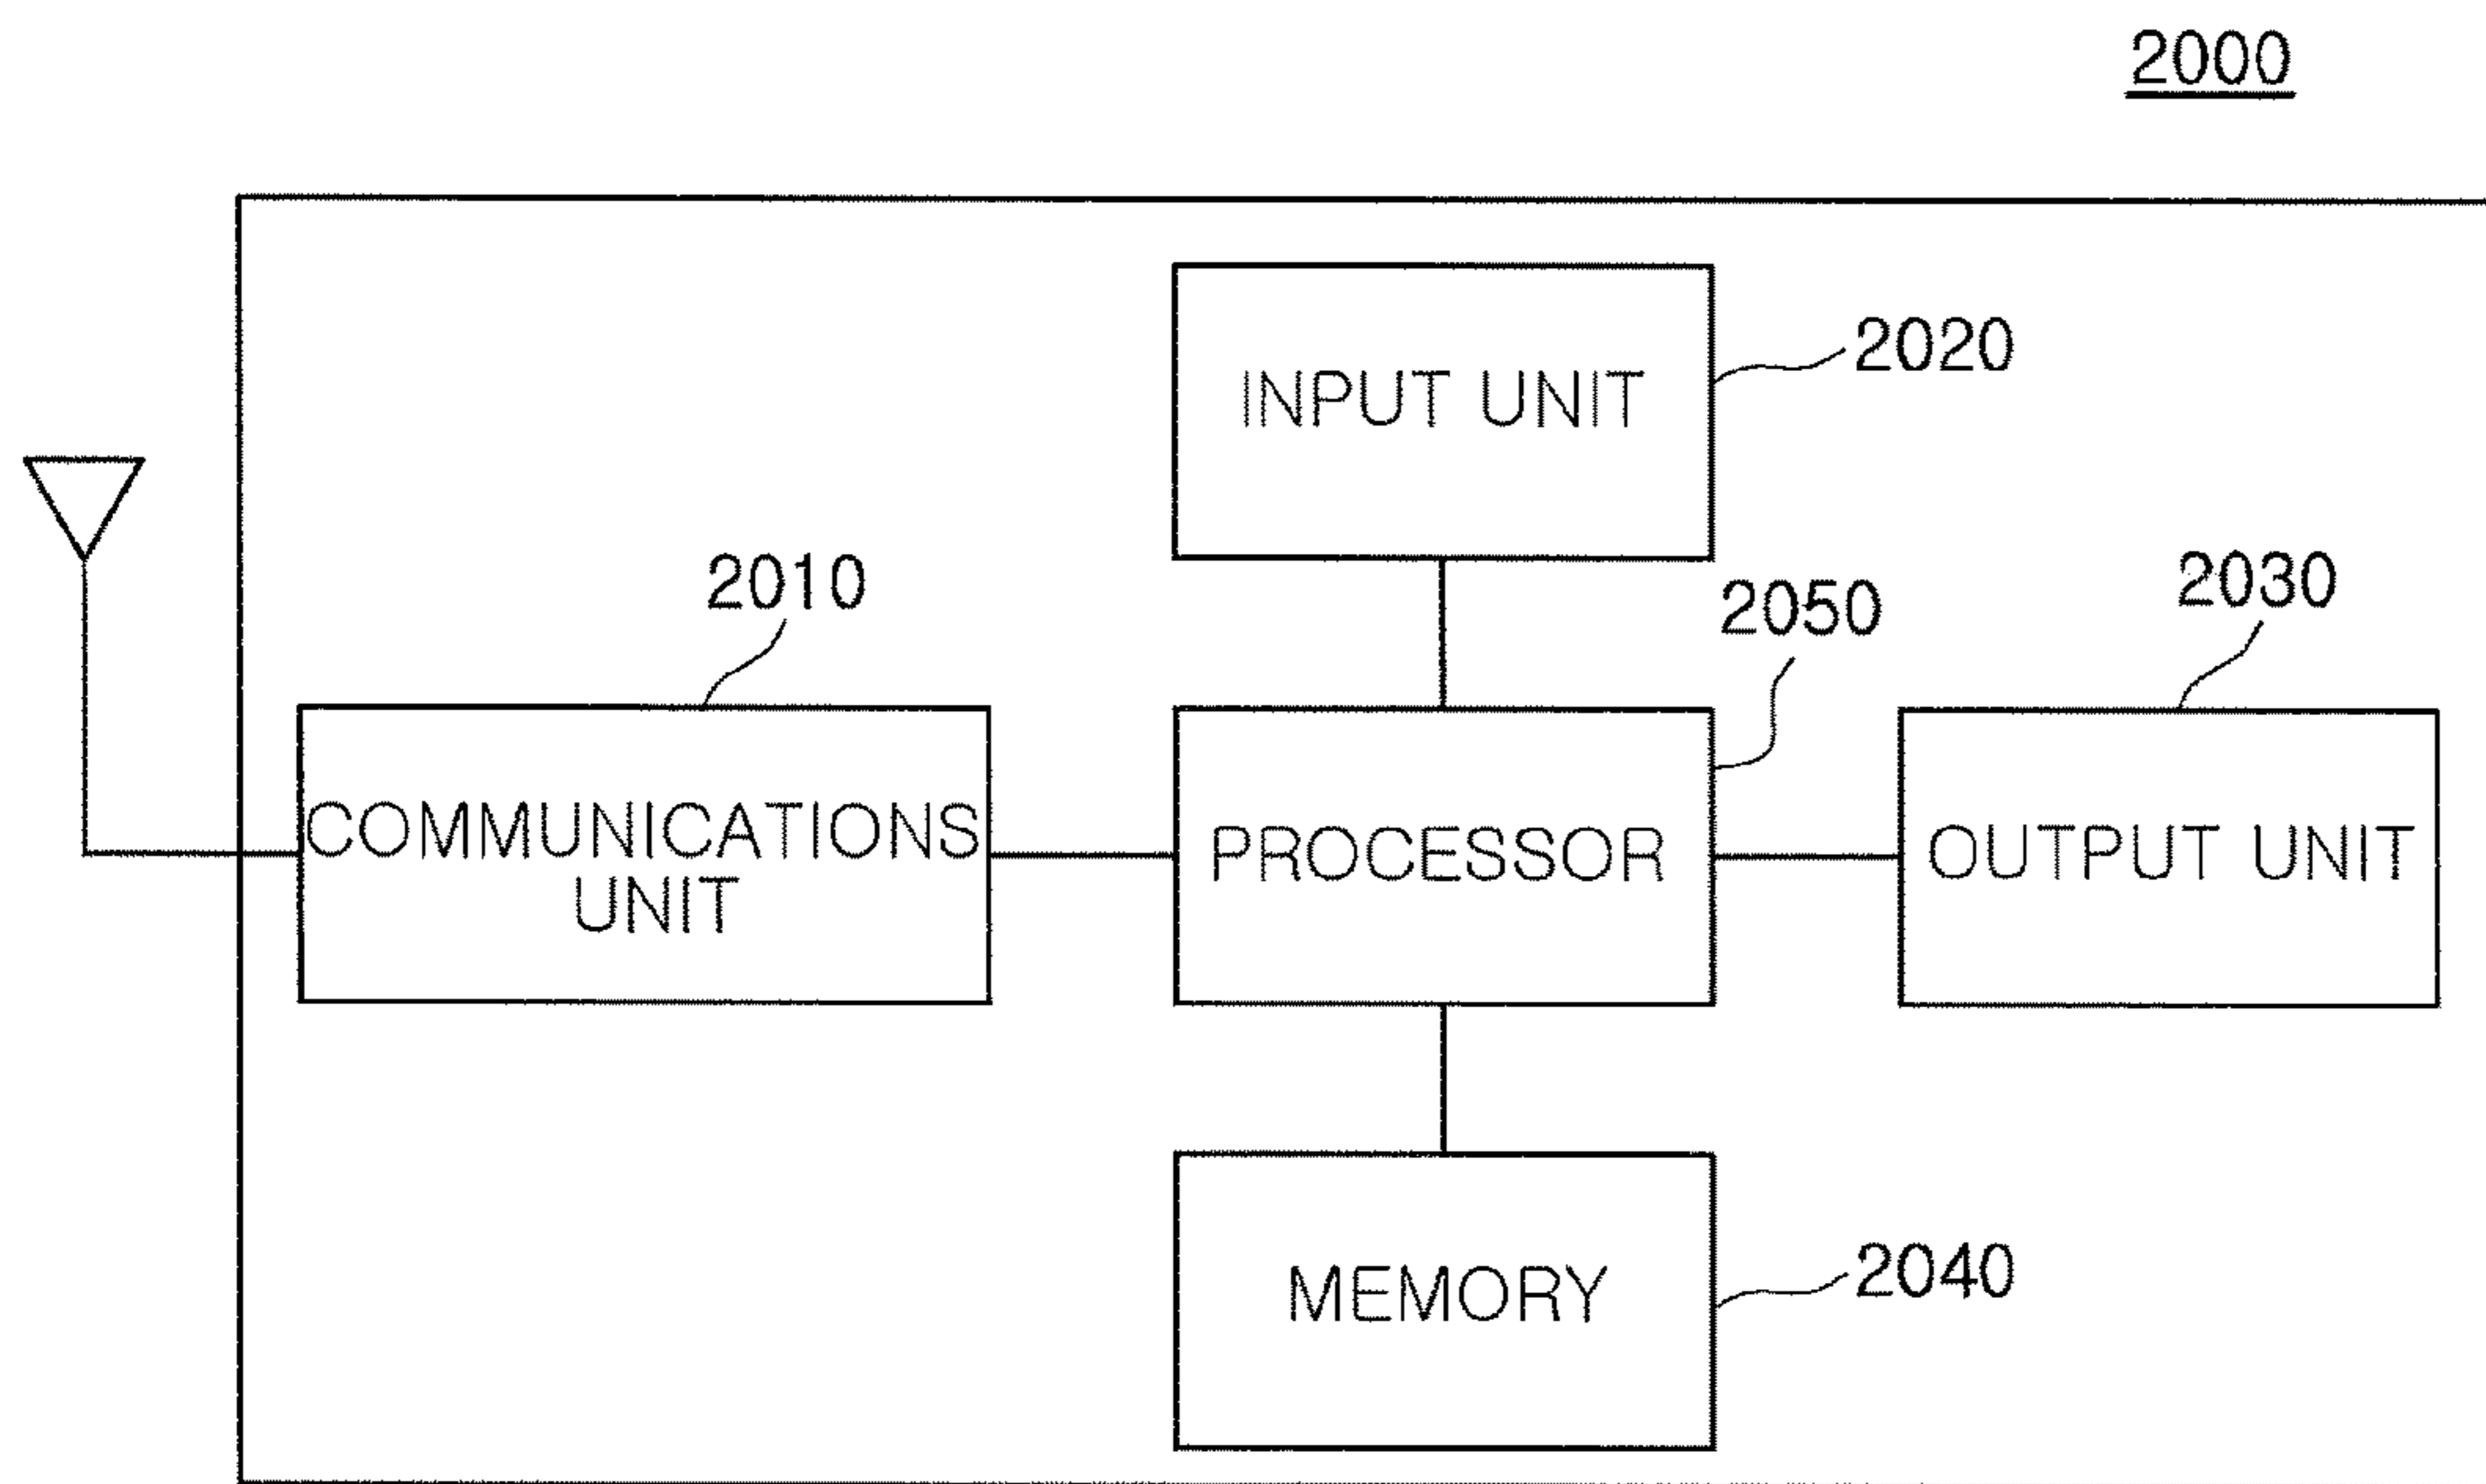 2000
INPUT UNIT
2020
2010
2050
2030
COMMUNICATIONS
UNIT
PROCESSOR
OUTPUT UNIT
MEMORY
2040